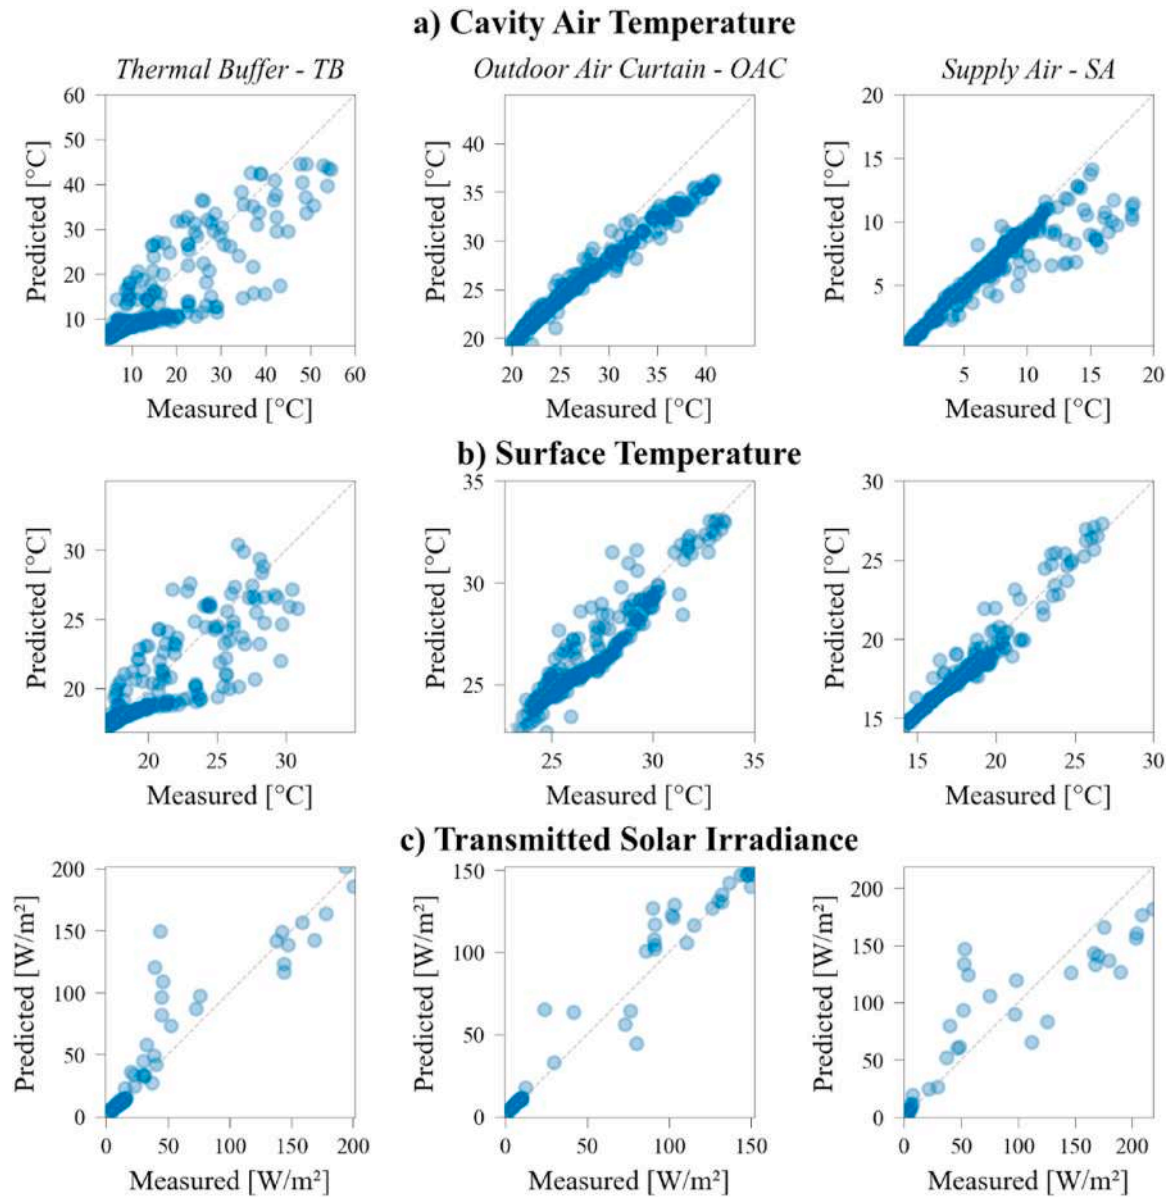 a) Cavity Air Temperature
Thermal Buffer - TB
Outdoor Air Curtain - OAC
Supply Air - SA
Predicted [°C]
60
50
40
30
20
10
10 20 30 40 50 60
Measured [°C]
Predicted [°C]
40
35
30
25
20
20 25 30 35 40
Measured [°C]
Predicted [°C]
20
15
10
5
5 10 15 20
Measured [°C]
b) Surface Temperature
Predicted [°C]
30
25
20
20 25 30
Measured [°C]
Predicted [°C]
35
30
25
25 30 35
Measured [°C]
Predicted [°C]
30
25
20
15
15 20 25 30
Measured [°C]
c) Transmitted Solar Irradiance
Predicted [W/m²]
200
150
100
50
0
0 50 100 150 200
Measured [W/m²]
Predicted [W/m²]
150
100
50
0
0 50 100 150
Measured [W/m²]
Predicted [W/m²]
200
150
100
50
0
0 50 100 150 200
Measured [W/m²]